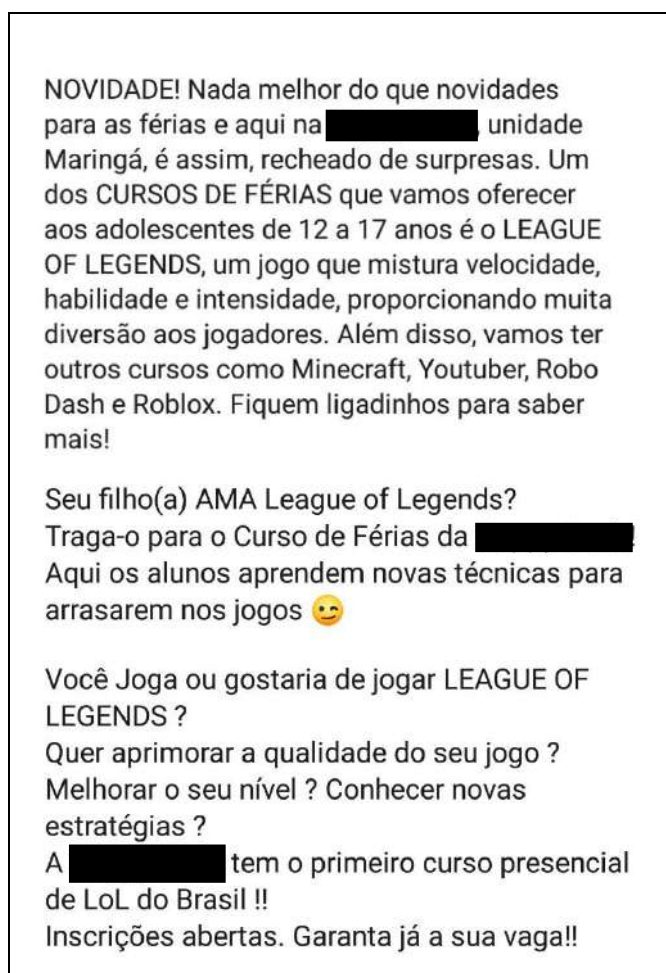 NOVIDADE! Nada melhor do que novidades
para as férias e aqui na , unidade
Maringá, é assim, recheado de surpresas. Um
dos CURSOS DE FÉRIAS que vamos oferecer
aos adolescentes de 12 a 17 anos é o LEAGUE
OF LEGENDS, um jogo que mistura velocidade,
habilidade e intensidade, proporcionando muita
diversão aos jogadores. Além disso, vamos ter
outros cursos como Minecraft, Youtuber, Robo
Dash e Roblox. Fiquem ligadinhos para saber
mais!
Seu filho(a) AMA League of Legends?
Traga-o para o Curso de Férias da !
Aqui os alunos aprendem novas técnicas para
arrasarem nos jogos 😉
Você Joga ou gostaria de jogar LEAGUE OF
LEGENDS ?
Quer aprimorar a qualidade do seu jogo ?
Melhorar o seu nível ? Conhecer novas
estratégias ?
A tem o primeiro curso presencial
de LoL do Brasil !!
Inscrições abertas. Garanta já a sua vaga!!